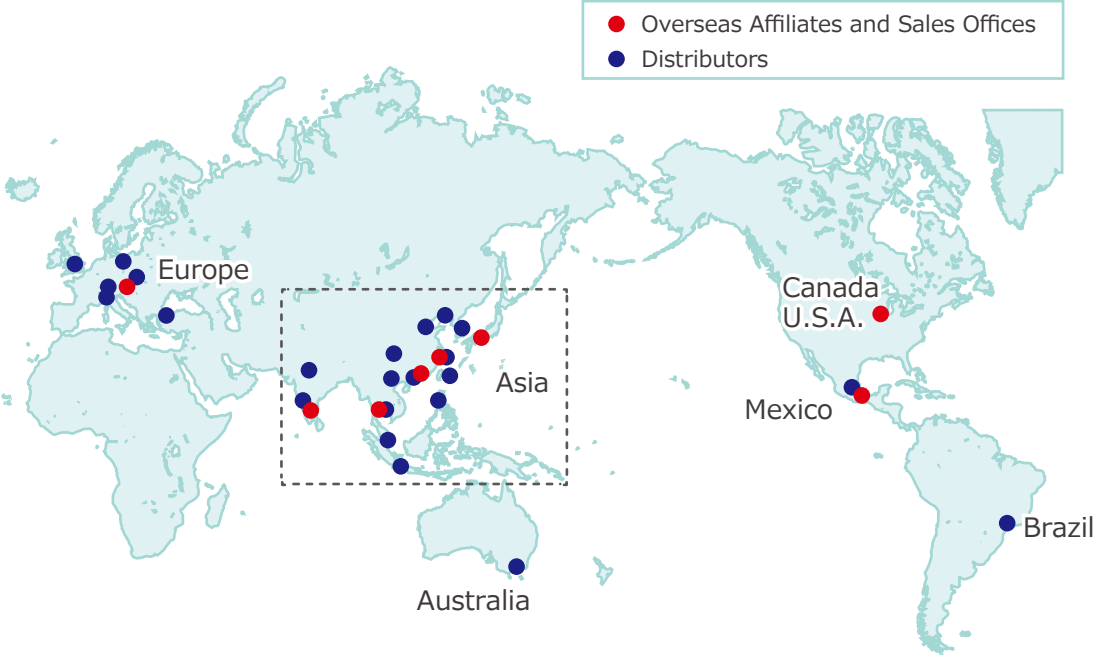 Overseas Affiliates and Sales Offices
Distributors
Europe
Canada
U.S.A.
Asia
Mexico
Brazil
Australia